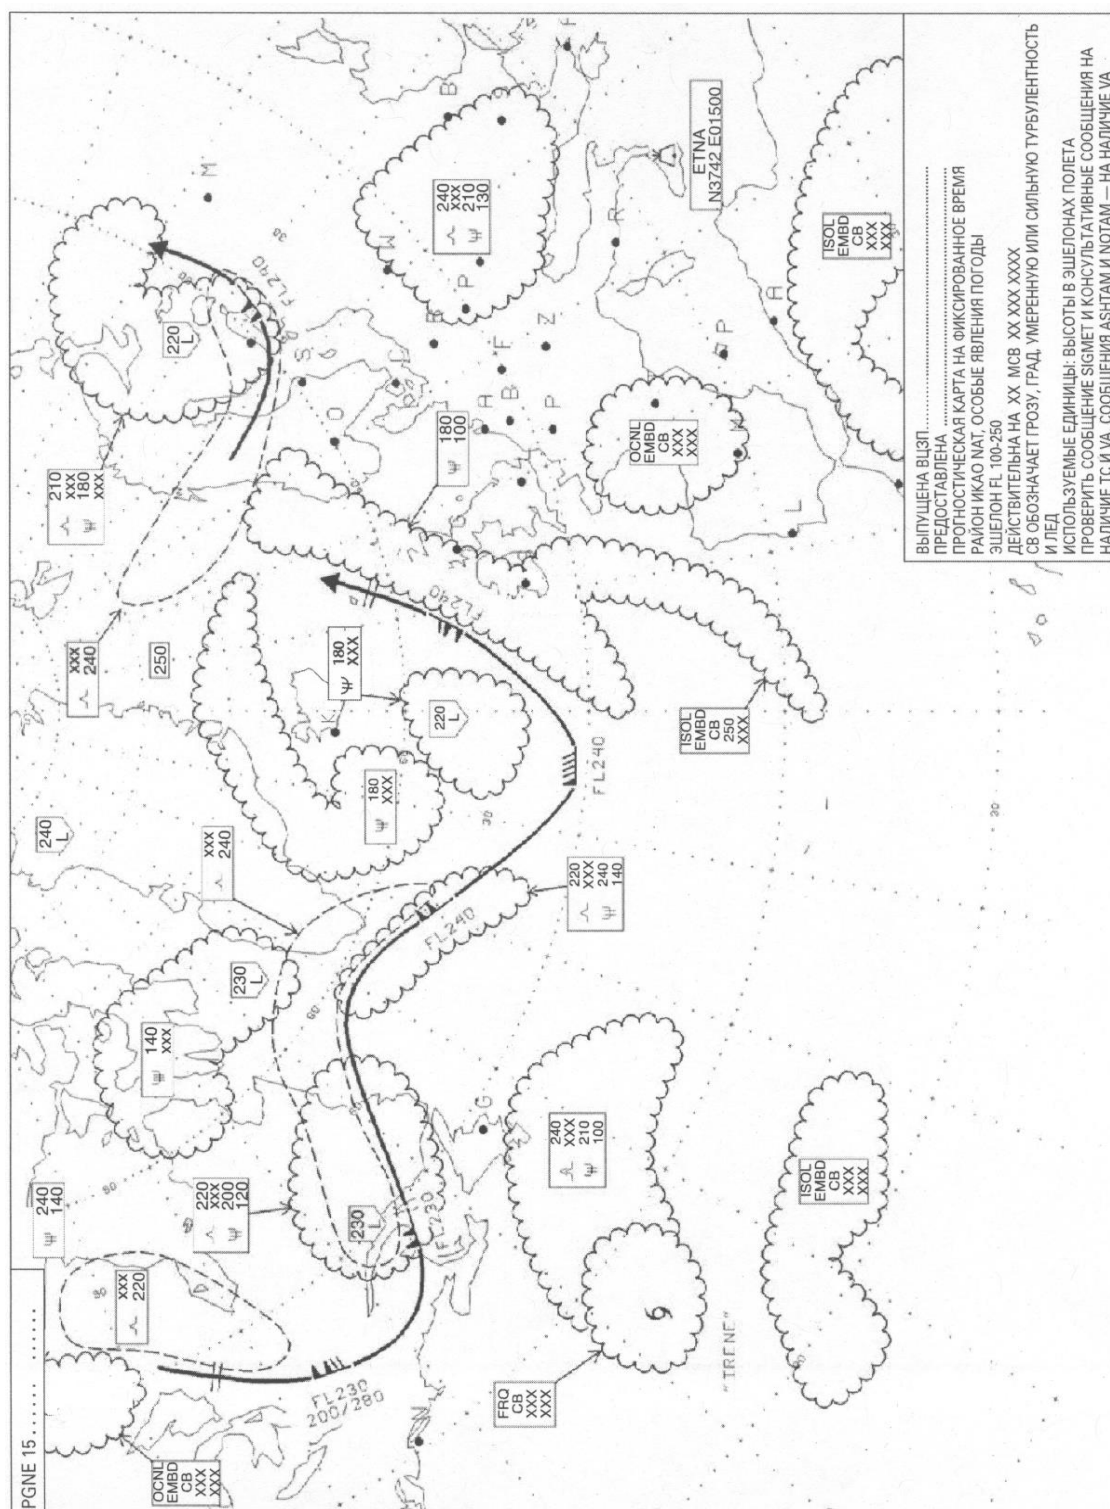 PGNE 15
OCNL
EMBD
CB
XXX
XXX
XXX
220
240
140
220
XXX
200
120
140
XXX
230
L
230
L
FL230
FL230
200/280
N
G
FRQ
CB
XXX
XXX
"IRENE"
240
XXX
210
100
ISOL
EMBD
CB
XXX
XXX
XXX
240
240
L
FL240
220
XXX
240
140
FL240
180
XXX
K
180
XXX
220
L
ISOL
EMBD
CB
250
XXX
30
250
XXX
240
FL240
210
XXX
180
XXX
220
L
FL240
M
S
O
C
180
100
A
B
B
F
P
Z
P
W
B
240
XXX
210
130
R
ETNA
N3742 E01500
OCNL
EMBD
CB
XXX
XXX
L
P
A
ISOL
EMBD
CB
XXX
XXX
ВЫПУЩЕНА ВЦЗП
ПРЕДОСТАВЛЕНА
ПРОГНОСТИЧЕСКАЯ КАРТА НА ФИКСИРОВАННОЕ ВРЕМЯ
РАЙОН ИКАО NAT, ОСОБЫЕ ЯВЛЕНИЯ ПОГОДЫ
ЭШЕЛОН FL 100-250
ДЕЙСТВИТЕЛЬНА НА XX МСВ XX XXX XXXX
СВ ОБОЗНАЧАЕТ ГРОЗУ, ГРАД, УМЕРЕННУЮ ИЛИ СИЛЬНУЮ ТУРБУЛЕНТНОСТЬ
И ЛЕД
ИСПОЛЬЗУЕМЫЕ ЕДИНИЦЫ: ВЫСОТЫ В ЭШЕЛОНАХ ПОЛЕТА
ПРОВЕРИТЬ СООБЩЕНИЕ SIGMET И КОНСУЛЬТАТИВНЫЕ СООБЩЕНИЯ НА
НАЛИЧИЕ TC И VA, СООБЩЕНИЯ ASHTAM И NOTAM — НА НАЛИЧИЕ VA